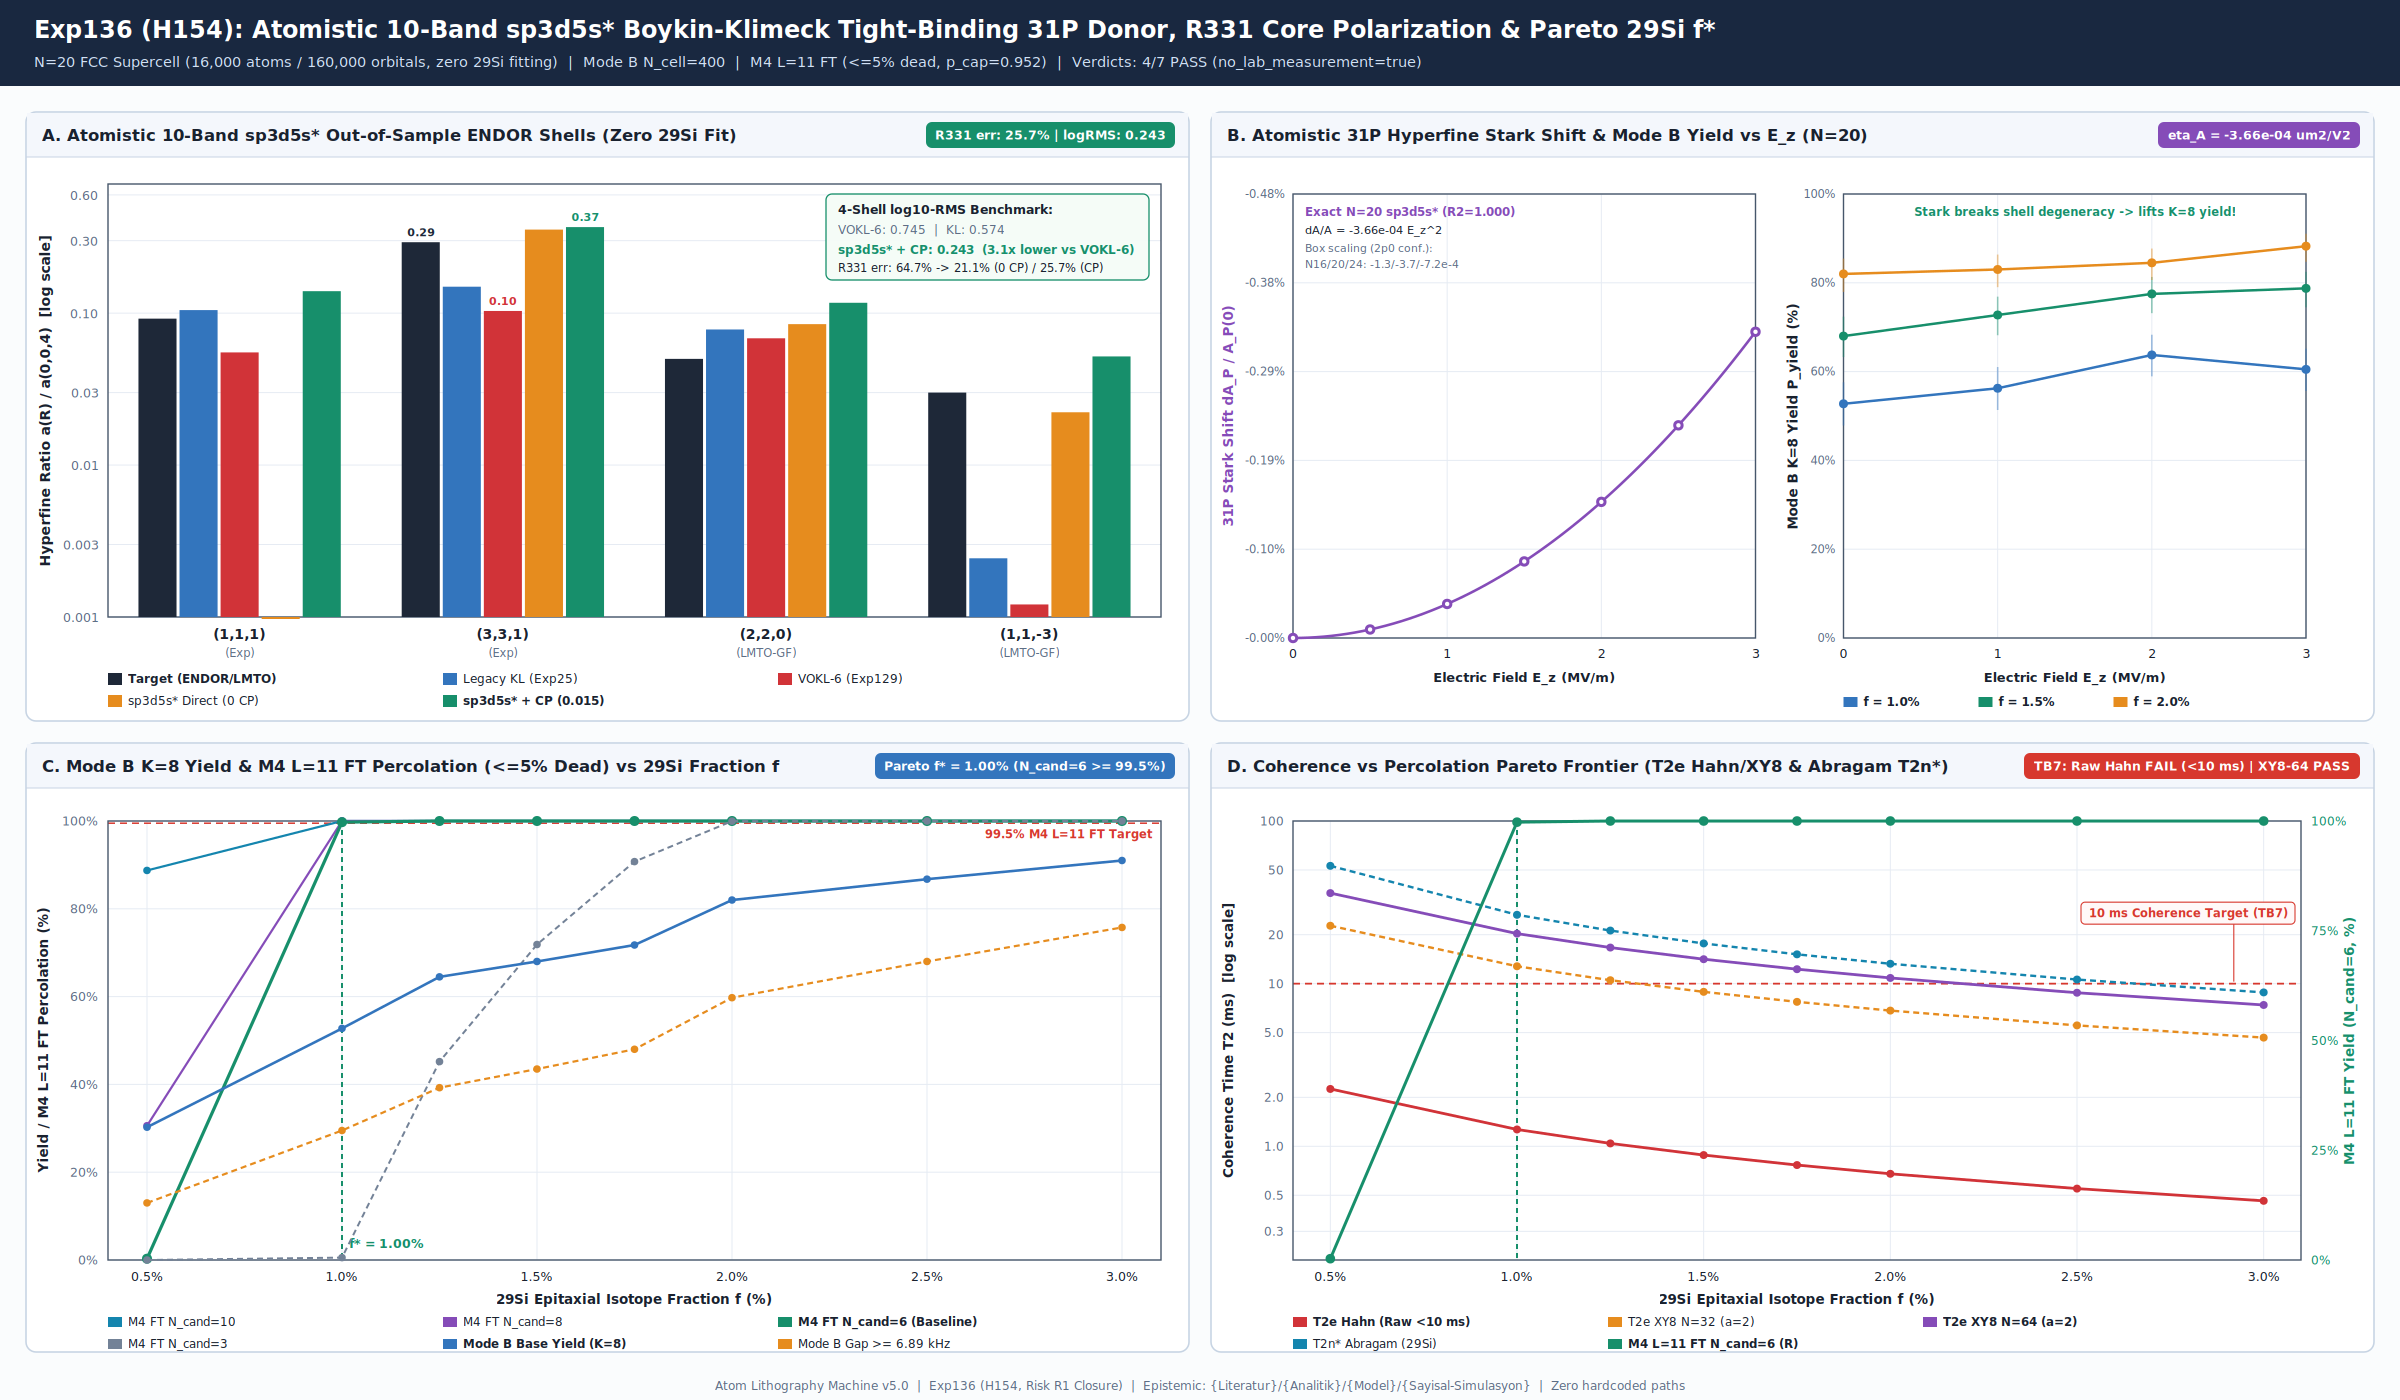 Exp136 (H154): Atomistic 10-Band sp3d5s* Boykin-Klimeck Tight-Binding 31P Donor, R331 Core Polarization & Pareto 29Si f*
N=20 FCC Supercell (16,000 atoms / 160,000 orbitals, zero 29Si fitting) | Mode B N_cell=400 | M4 L=11 FT (<=5% dead, p_cap=0.952) | Verdicts: 4/7 PASS (no_lab_measurement=true)
A. Atomistic 10-Band sp3d5s* Out-of-Sample ENDOR Shells (Zero 29Si Fit)
R331 err: 25.7% | logRMS: 0.243
Hyperfine Ratio a(R) / a(0,0,4) [log scale]
0.60
0.30
0.10
0.03
0.01
0.003
0.001
0.29
0.10
0.37
4-Shell log10-RMS Benchmark:
VOKL-6: 0.745 | KL: 0.574
sp3d5s* + CP: 0.243 (3.1x lower vs VOKL-6)
R331 err: 64.7% -> 21.1% (0 CP) / 25.7% (CP)
(1,1,1)
(Exp)
(3,3,1)
(Exp)
(2,2,0)
(LMTO-GF)
(1,1,-3)
(LMTO-GF)
Target (ENDOR/LMTO)
Legacy KL (Exp25)
VOKL-6 (Exp129)
sp3d5s* Direct (0 CP)
sp3d5s* + CP (0.015)
B. Atomistic 31P Hyperfine Stark Shift & Mode B Yield vs E_z (N=20)
eta_A = -3.66e-04 um2/V2
31P Stark Shift dA_P / A_P(0)
-0.48%
-0.38%
-0.29%
-0.19%
-0.10%
-0.00%
Exact N=20 sp3d5s* (R2=1.000)
dA/A = -3.66e-04 E_z^2
Box scaling (2p0 conf.):
N16/20/24: -1.3/-3.7/-7.2e-4
0
1
2
3
Electric Field E_z (MV/m)
Mode B K=8 Yield P_yield (%)
100%
80%
60%
40%
20%
0%
Stark breaks shell degeneracy -> lifts K=8 yield!
0
1
2
3
Electric Field E_z (MV/m)
f = 1.0%
f = 1.5%
f = 2.0%
C. Mode B K=8 Yield & M4 L=11 FT Percolation (<=5% Dead) vs 29Si Fraction f
Pareto f* = 1.00% (N_cand=6 >= 99.5%)
Yield / M4 L=11 FT Percolation (%)
100%
80%
60%
40%
20%
0%
99.5% M4 L=11 FT Target
f* = 1.00%
0.5%
1.0%
1.5%
2.0%
2.5%
3.0%
29Si Epitaxial Isotope Fraction f (%)
M4 FT N_cand=10
M4 FT N_cand=8
M4 FT N_cand=6 (Baseline)
M4 FT N_cand=3
Mode B Base Yield (K=8)
Mode B Gap >= 6.89 kHz
D. Coherence vs Percolation Pareto Frontier (T2e Hahn/XY8 & Abragam T2n*)
TB7: Raw Hahn FAIL (<10 ms) | XY8-64 PASS
Coherence Time T2 (ms) [log scale]
100
50
20
10
5.0
2.0
1.0
0.5
0.3
10 ms Coherence Target (TB7)
100%
75%
50%
25%
0%
M4 L=11 FT Yield (N_cand=6, %)
0.5%
1.0%
1.5%
2.0%
2.5%
3.0%
29Si Epitaxial Isotope Fraction f (%)
T2e Hahn (Raw <10 ms)
T2e XY8 N=32 (a=2)
T2e XY8 N=64 (a=2)
T2n* Abragam (29Si)
M4 L=11 FT N_cand=6 (R)
Atom Lithography Machine v5.0 | Exp136 (H154, Risk R1 Closure) | Epistemic: {Literatur}/{Analitik}/{Model}/{Sayisal-Simulasyon} | Zero hardcoded paths